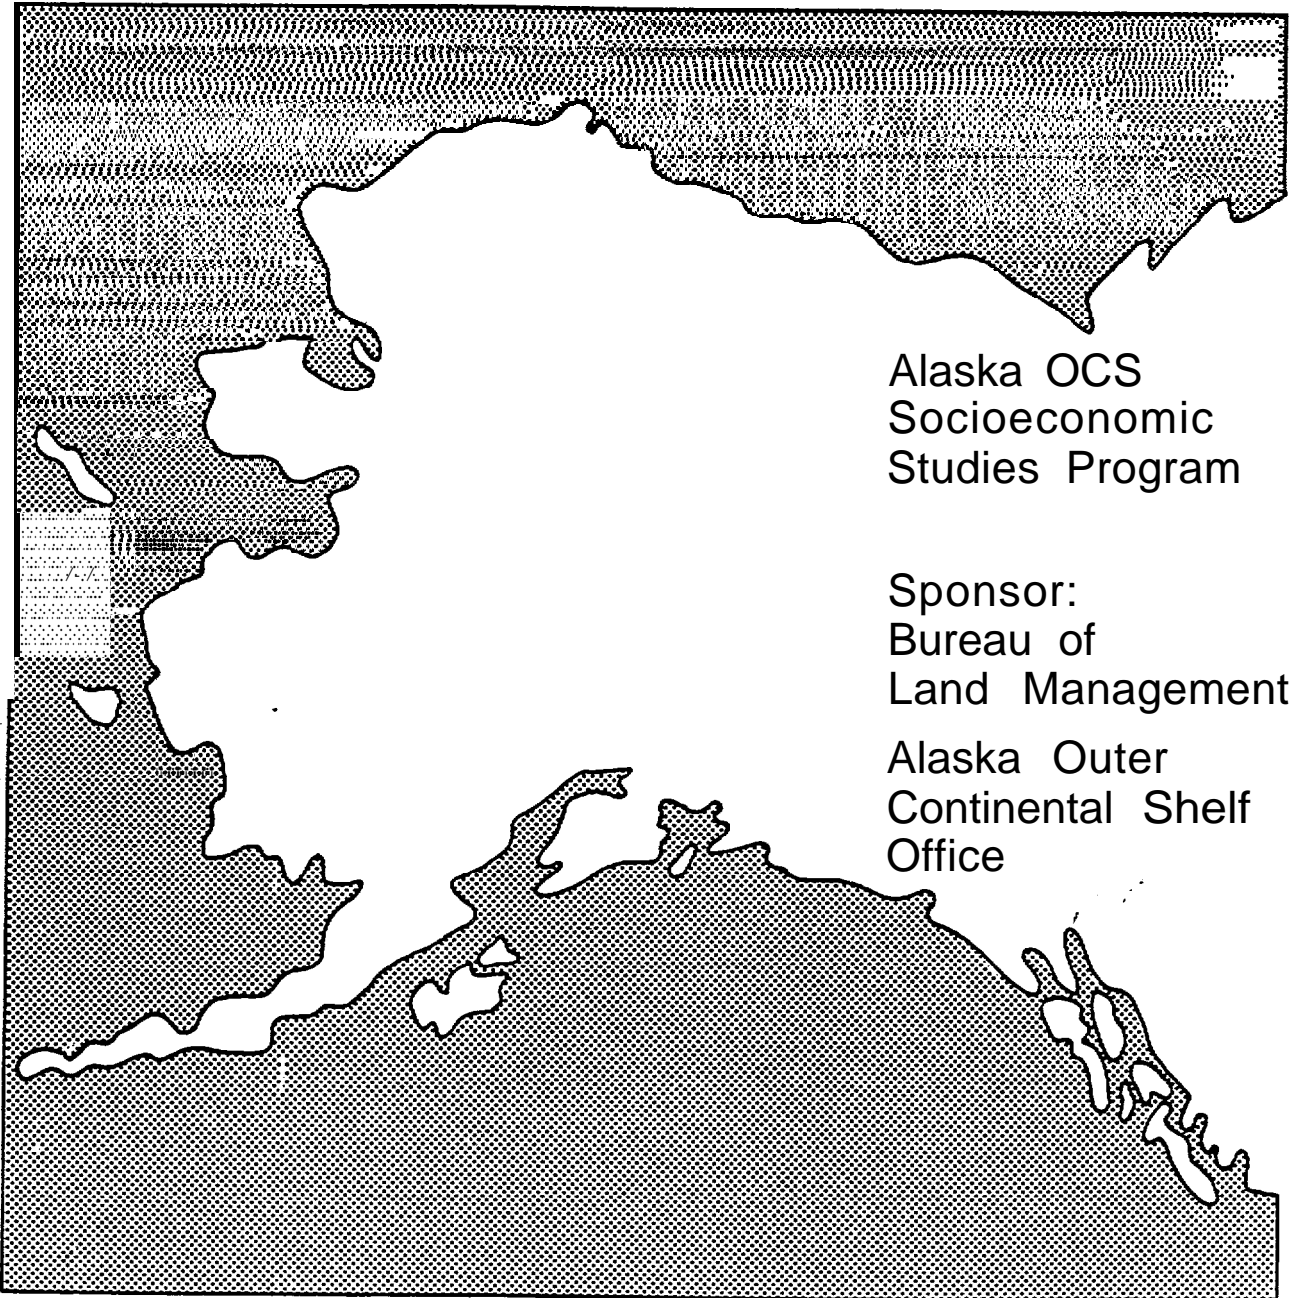 Alaska OCS
Socioeconomic
Studies Program
Sponsor:
Bureau of
Land Management
Alaska Outer
Continental Shelf
Office